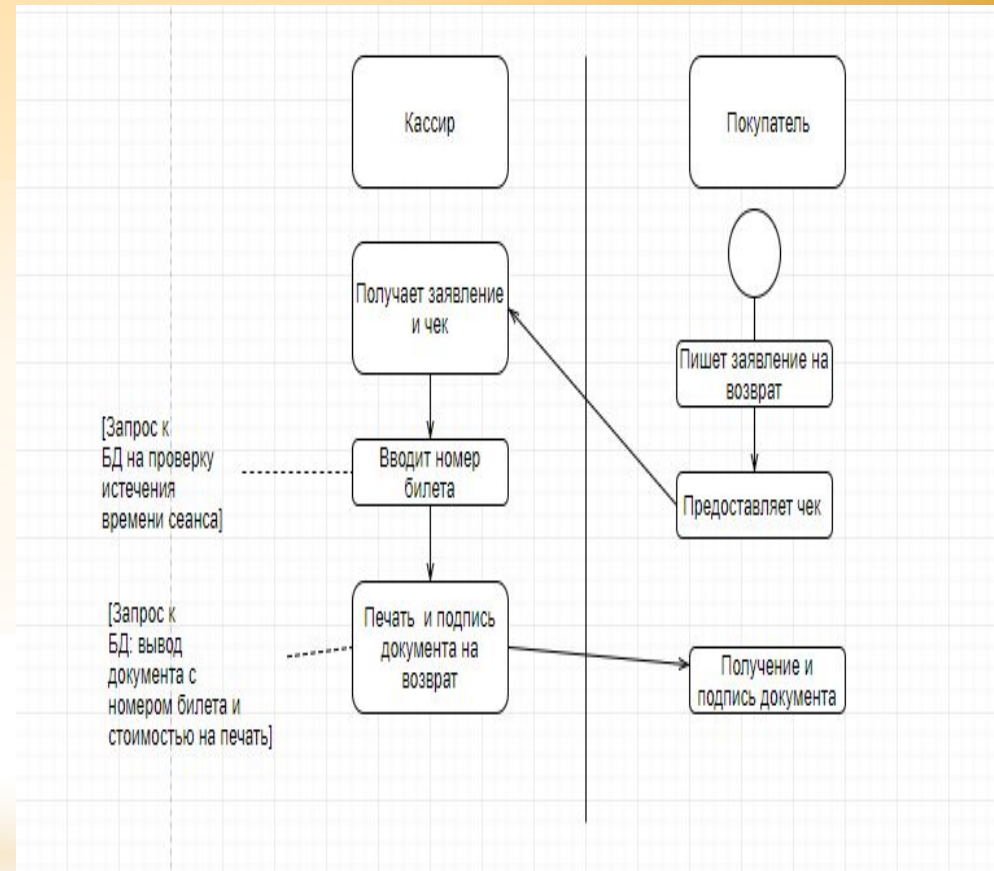 Кассир
Покупатель
Получает заявление
и чек
Пишет заявление на
возврат
[Запрос к
БД на проверку
истечения
времени сеанса]
Вводит номер
билета
Предоставляет чек
[Запрос к
БД: вывод
документа с
номером билета и
стоимостью на печать]
Печать и подпись
документа на
возврат
Получение и
подпись документа